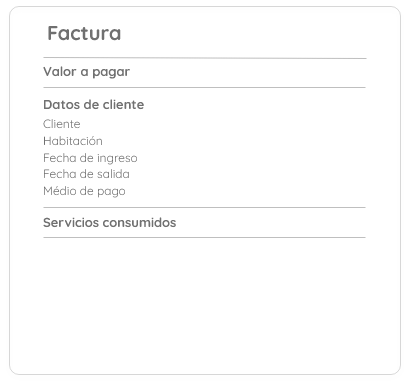 Factura
Valor a pagar
Datos de cliente
Cliente
Habitación
Fecha de ingreso
Fecha de salida
Médio de pago
Servicios consumidos